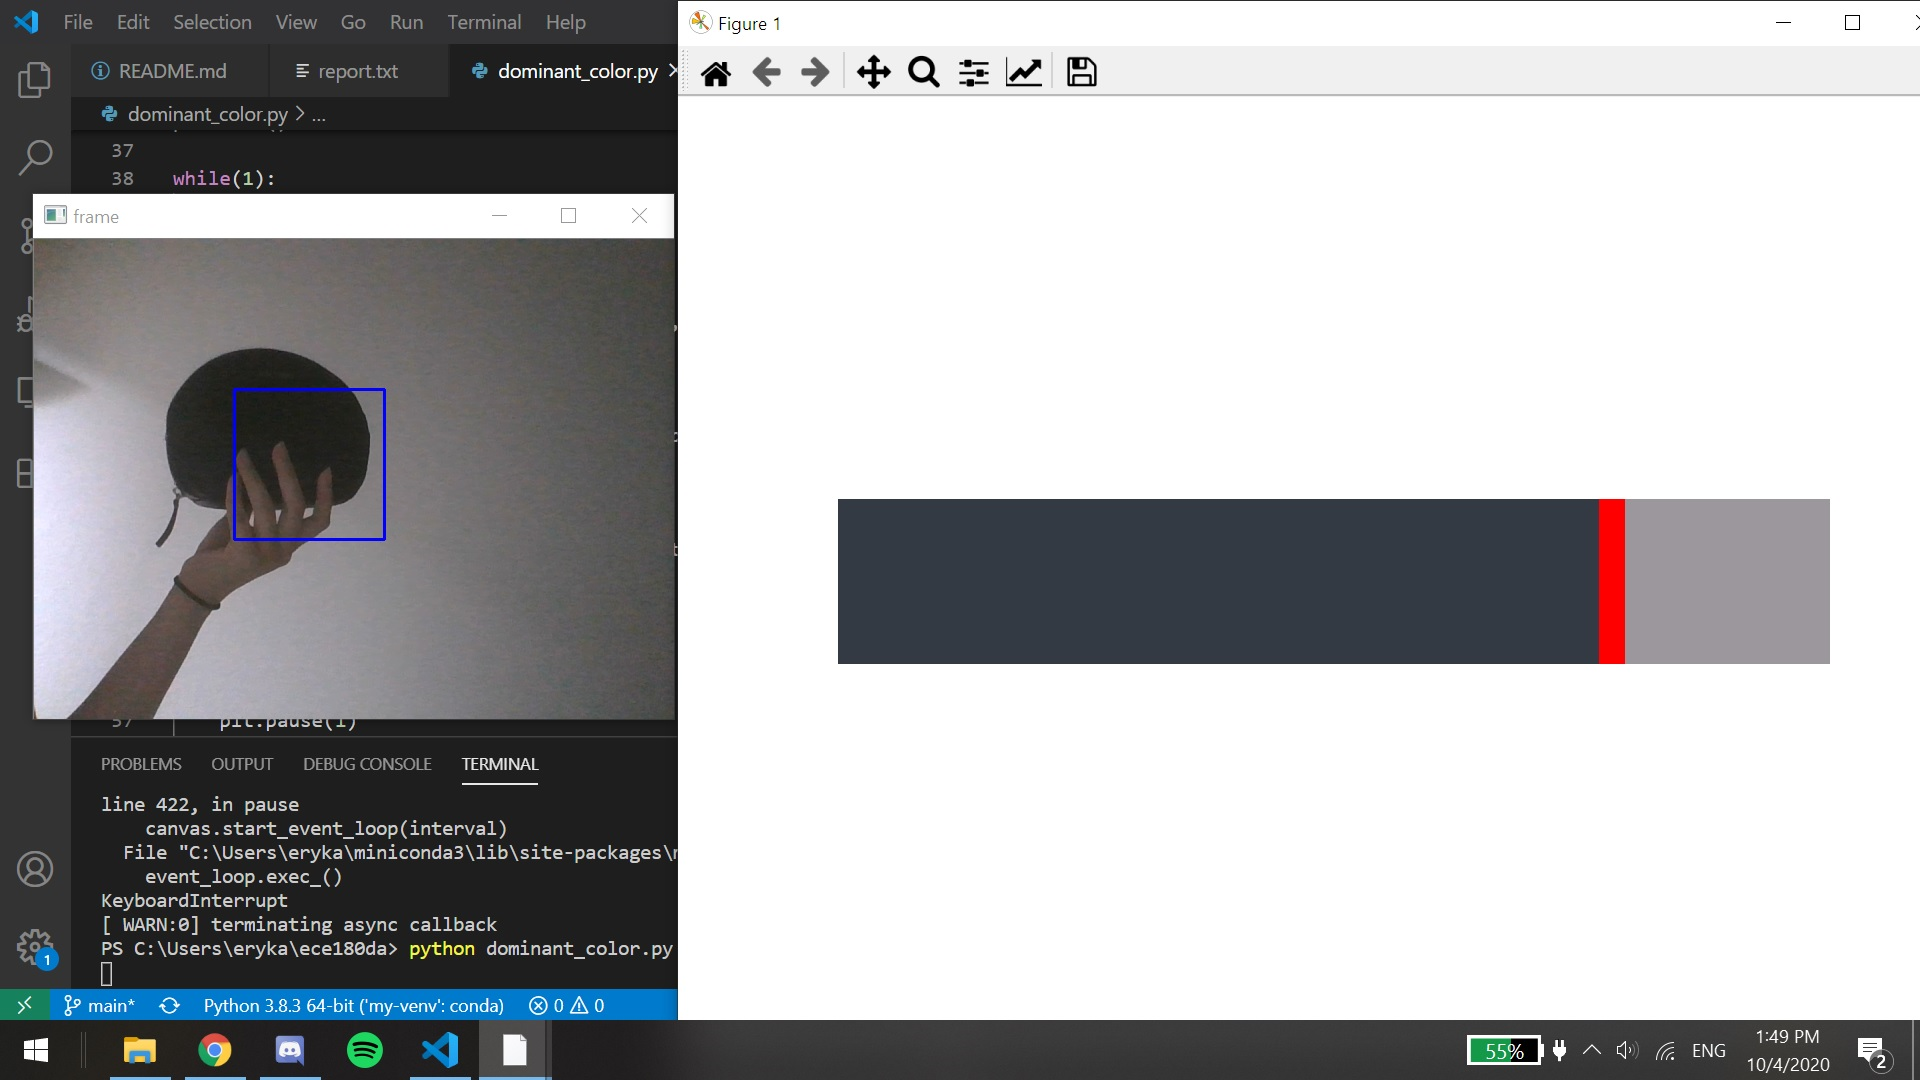 File Edit Selection View Go Run Terminal Help
README.md report.txt dominant_color.py
dominant_color.py > ...
37
38 while(1):
frame
57 plt.pause(1)
PROBLEMS OUTPUT DEBUG CONSOLE TERMINAL
line 422, in pause
canvas.start_event_loop(interval)
File "C:\Users\eryka\miniconda3\lib\site-packages\
event_loop.exec_()
KeyboardInterrupt
[ WARN:0] terminating async callback
PS C:\Users\eryka\ece180da> python dominant_color.py
1
main* Python 3.8.3 64-bit ('my-venv': conda) 0 0
Figure 1
55% ENG 1:49 PM
10/4/2020
2